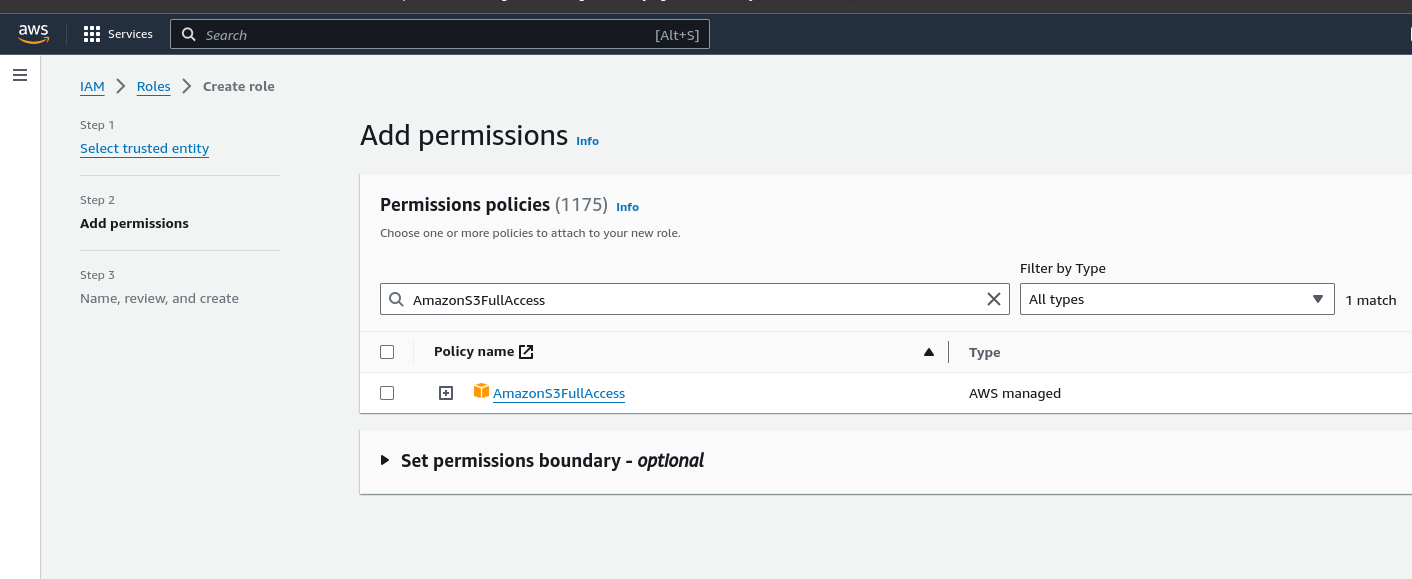 aws
Services
Search
[Alt+S]
IAM
Roles
Create role
Step 1
Select trusted entity
Step 2
Add permissions
Step 3
Name, review, and create
Add permissions Info
Permissions policies (1175) Info
Choose one or more policies to attach to your new role.
Filter by Type
AmazonS3FullAccess
All types
1 match
Policy name
Type
AmazonS3FullAccess
AWS managed
Set permissions boundary - optional